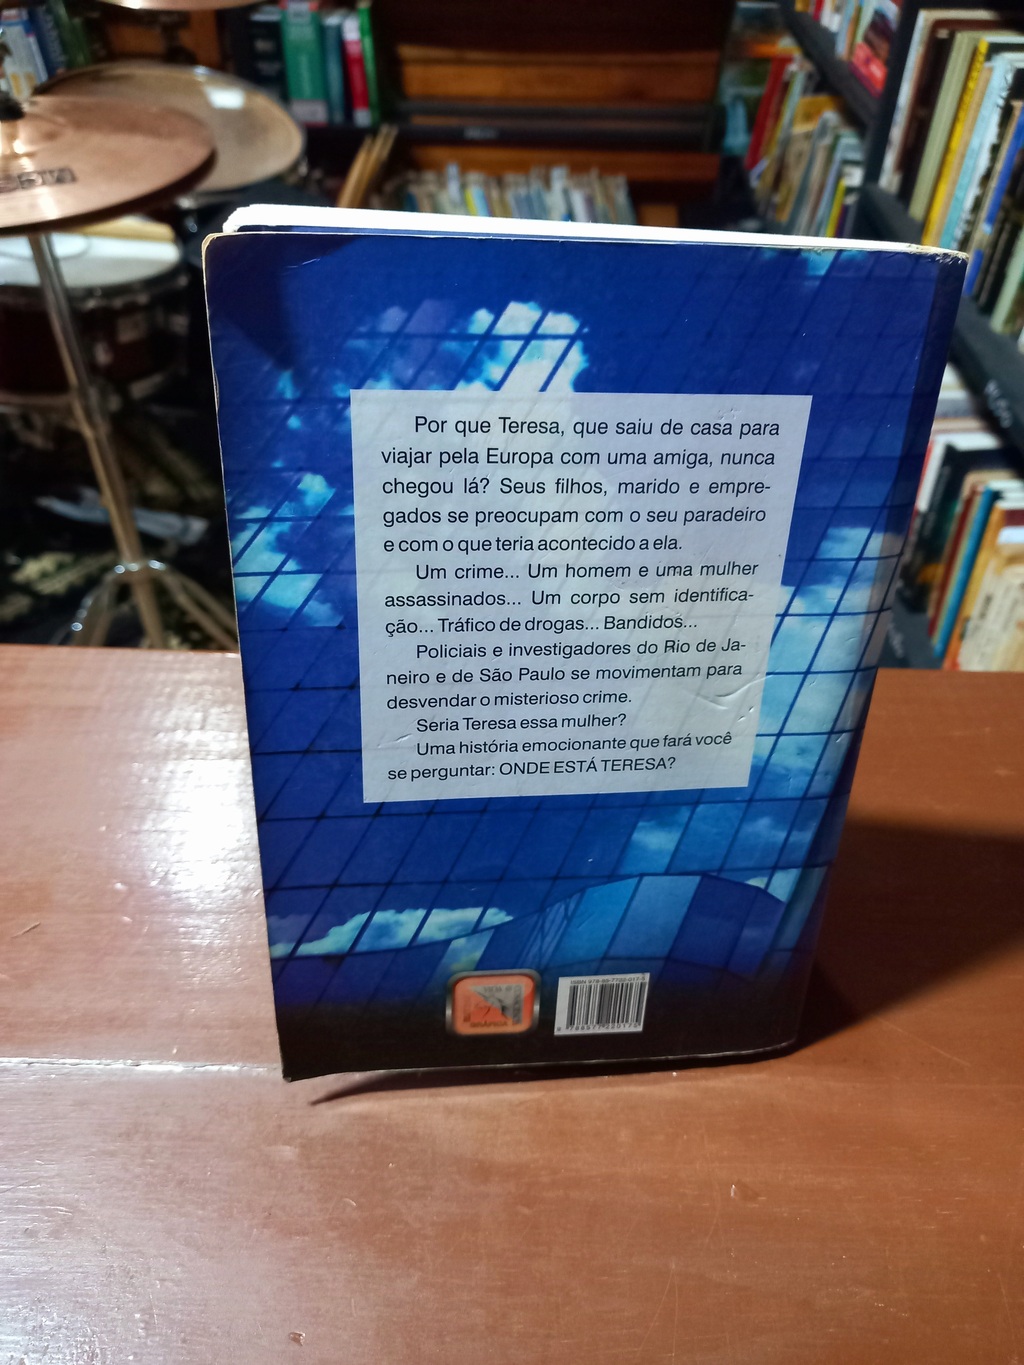 Por que Teresa, que saiu de casa para
viajar pela Europa com uma amiga, nunca
chegou lá? Seus filhos, marido e empre-
gados se preocupam com o seu paradeiro
e com o que teria acontecido a ela.
Um crime... Um homem e uma mulher
assassinados... Um corpo sem identifica-
ção... Tráfico de drogas... Bandidos...
Policiais e investigadores do Rio de Ja-
neiro e de São Paulo se movimentam para
desvendar o misterioso crime.
Seria Teresa essa mulher?
Uma história emocionante que fará você
se perguntar: ONDE ESTÁ TERESA?
ISBN